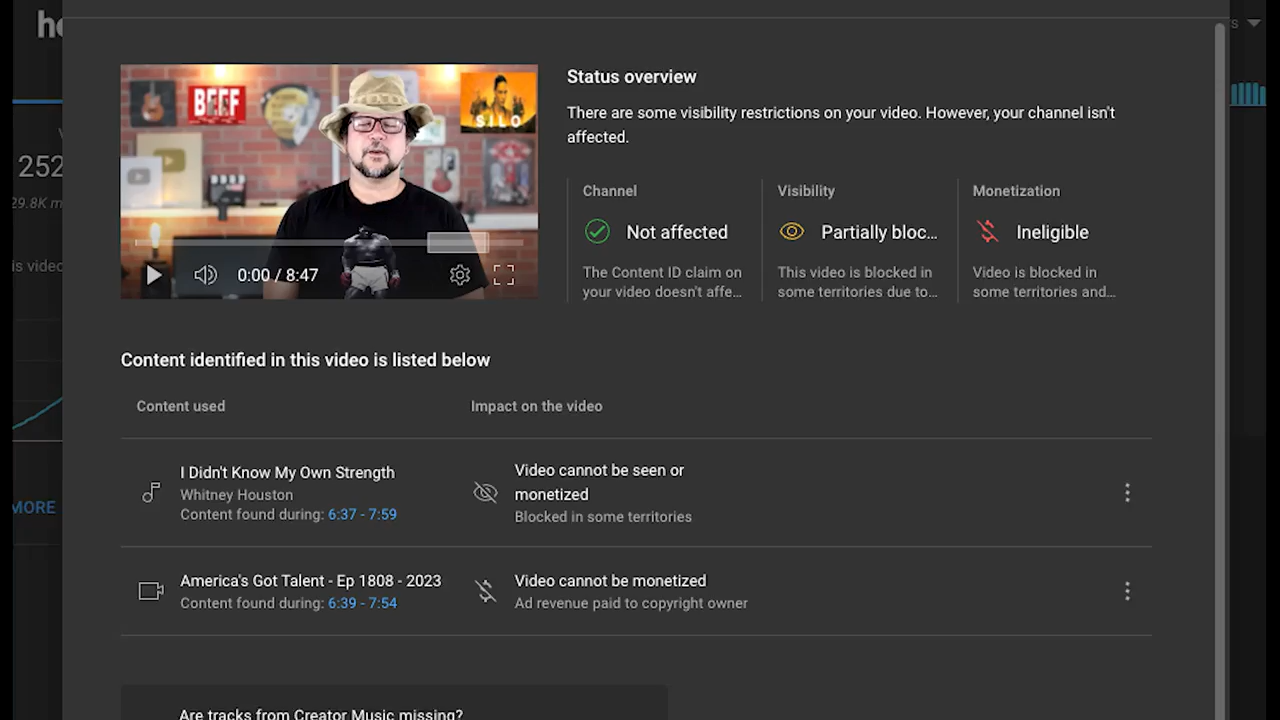 he
s
252
29.8K m
is video
MORE
BEEF
SILO
0:00 / 8:47
Status overview
There are some visibility restrictions on your video. However, your channel isn't
affected.
Channel
Not affected
The Content ID claim on
your video doesn't affe...
Visibility
Partially bloc...
This video is blocked in
some territories due to...
Monetization
Ineligible
Video is blocked in
some territories and...
Content identified in this video is listed below
Content used
Impact on the video
I Didn't Know My Own Strength
Whitney Houston
Content found during: 6:37 - 7:59
Video cannot be seen or
monetized
Blocked in some territories
America's Got Talent - Ep 1808 - 2023
Content found during: 6:39 - 7:54
Video cannot be monetized
Ad revenue paid to copyright owner
Are tracks from Creator Music missing?